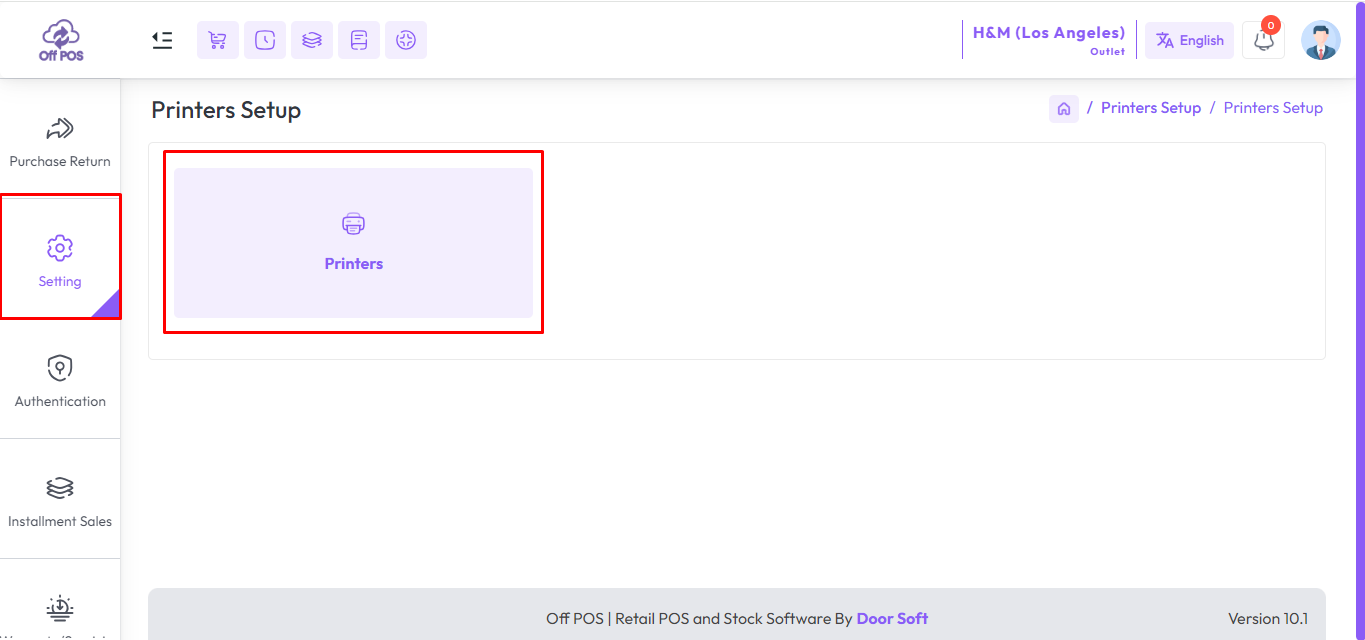 Off POS
H&M (Los Angeles)
Outlet
English
0
Purchase Return
Setting
Authentication
Installment Sales
Printers Setup
/ Printers Setup / Printers Setup
Printers
Off POS | Retail POS and Stock Software By Door Soft
Version 10.1